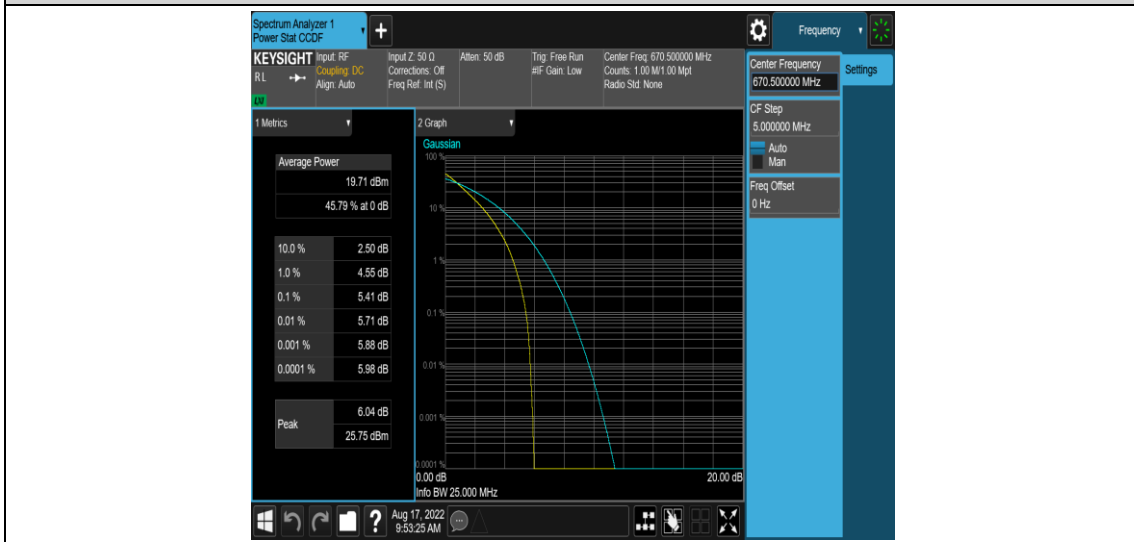 Spectrum Analyzer 1
Power Stat CCDF
+
Frequency
KEYSIGHT
RL
LXI
Input: RF
Coupling: DC
Align: Auto
Input Z: 50 Ω
Corrections: Off
Freq Ref: Int (S)
Atten: 50 dB
Trig: Free Run
#IF Gain: Low
Center Freq: 670.500000 MHz
Counts: 1.00 M/1.00 Mpt
Radio Std: None
Center Frequency
670.500000 MHz
Settings
CF Step
5.000000 MHz
Auto
Man
Freq Offset
0 Hz
1 Metrics
Average Power
19.71 dBm
45.79 % at 0 dB
10.0 % 2.50 dB
1.0 % 4.55 dB
0.1 % 5.41 dB
0.01 % 5.71 dB
0.001 % 5.88 dB
0.0001 % 5.98 dB
Peak 6.04 dB
25.75 dBm
2 Graph
Gaussian
100 %
10 %
1 %
0.1 %
0.01 %
0.001 %
0.0001 %
0.00 dB 20.00 dB
Info BW 25.000 MHz
?
Aug 17, 2022
9:53:25 AM